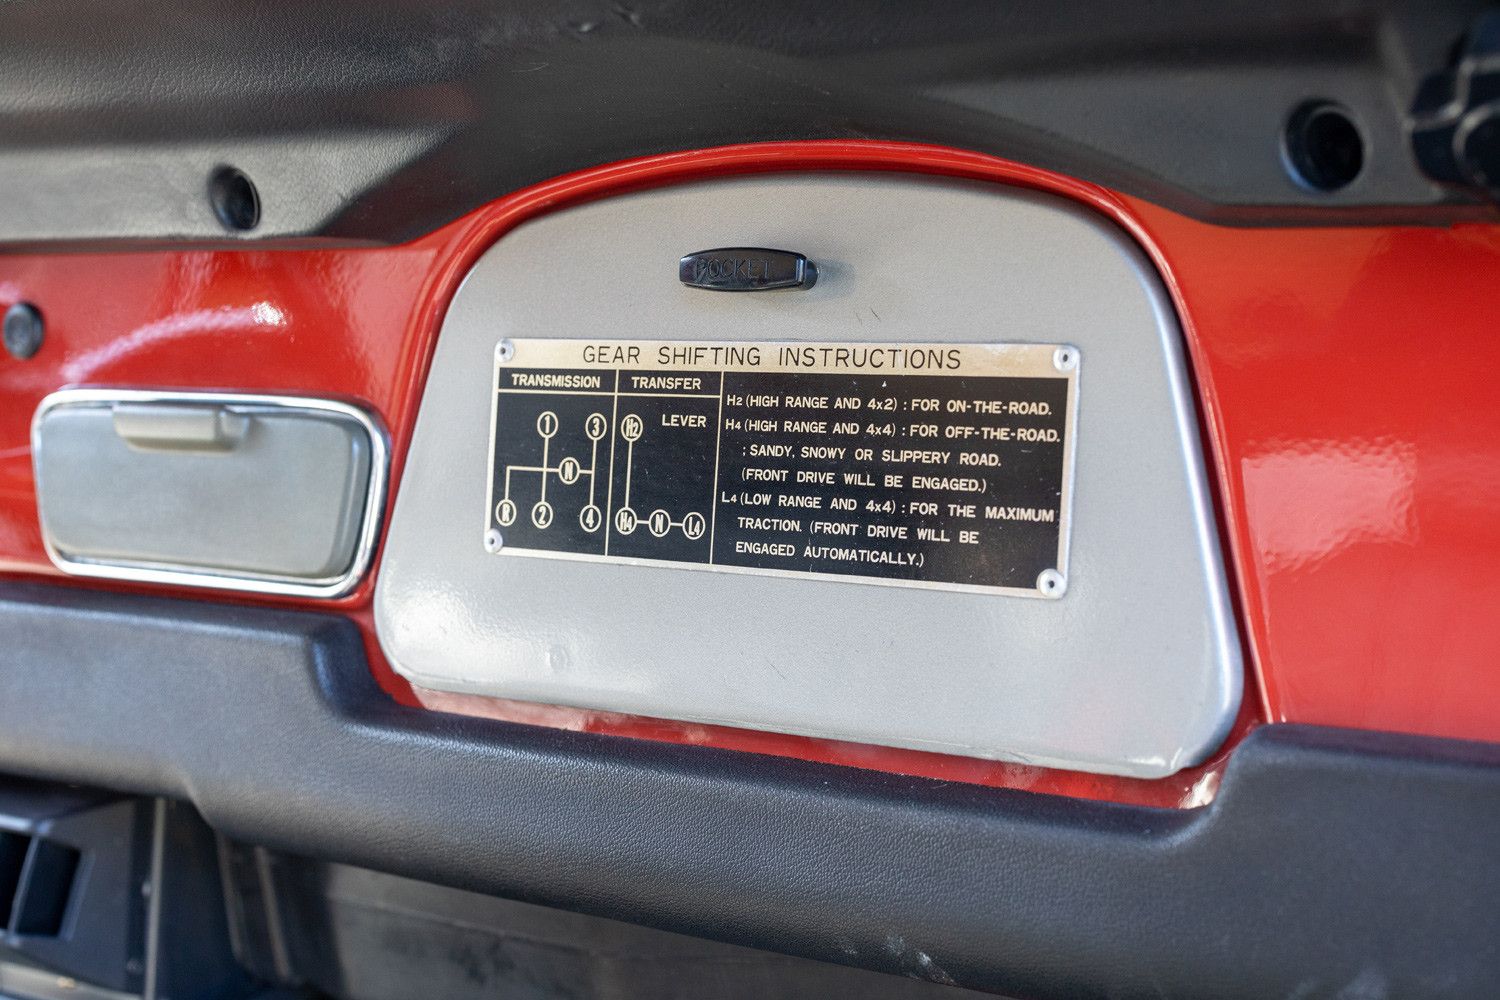 POCKET
GEAR SHIFTING INSTRUCTIONS
TRANSMISSION
1 3
N
R 2 4
TRANSFER
H2 LEVER
H4 N L4
H2 (HIGH RANGE AND 4x2) : FOR ON-THE-ROAD.
H4 (HIGH RANGE AND 4x4) : FOR OFF-THE-ROAD.
; SANDY, SNOWY OR SLIPPERY ROAD.
(FRONT DRIVE WILL BE ENGAGED.)
L4 (LOW RANGE AND 4x4) : FOR THE MAXIMUM
TRACTION. (FRONT DRIVE WILL BE
ENGAGED AUTOMATICALLY.)